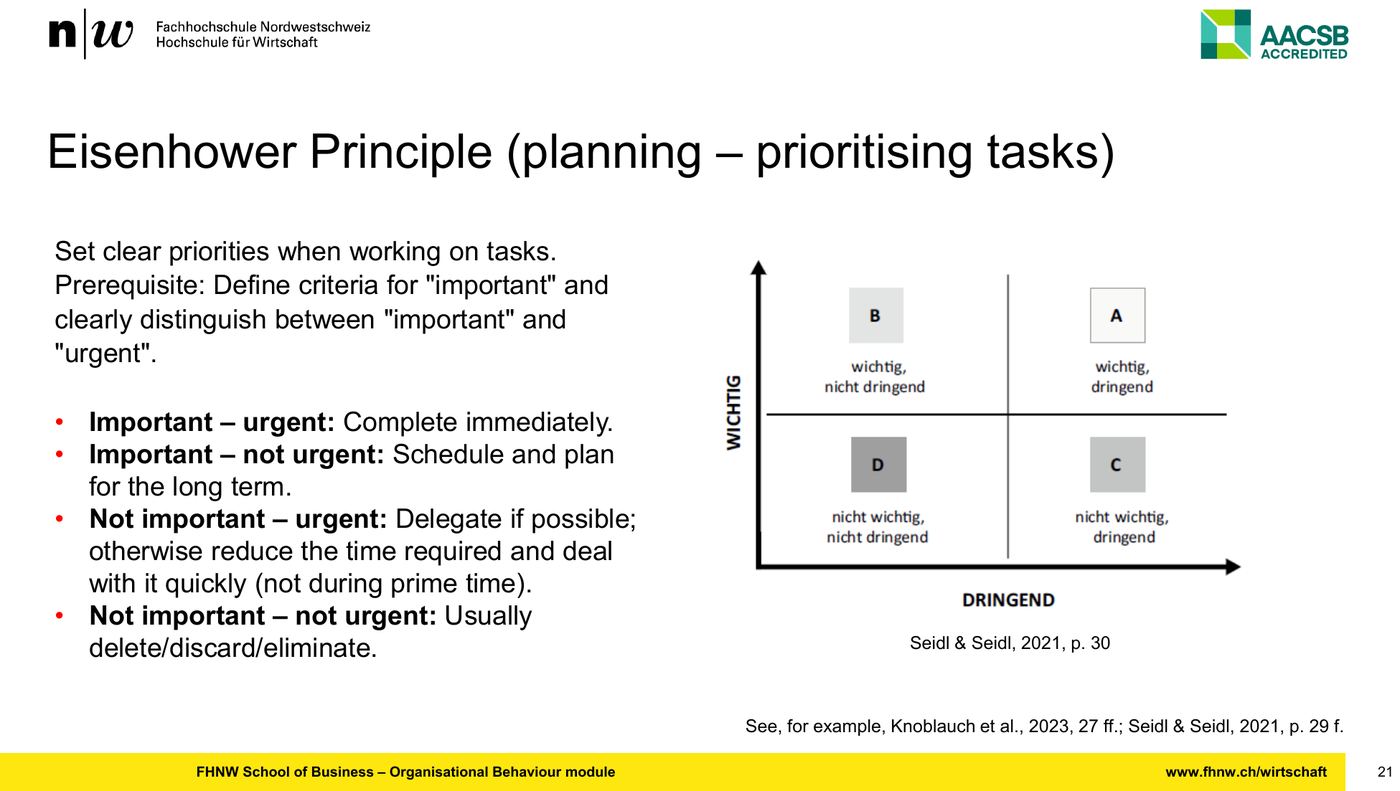 n|w Fachhochschule Nordwestschweiz
Hochschule für Wirtschaft
AACSB
ACCREDITED
Eisenhower Principle (planning – prioritising tasks)
Set clear priorities when working on tasks.
Prerequisite: Define criteria for "important" and
clearly distinguish between "important" and
"urgent".
• Important – urgent: Complete immediately.
• Important – not urgent: Schedule and plan
for the long term.
• Not important – urgent: Delegate if possible;
otherwise reduce the time required and deal
with it quickly (not during prime time).
• Not important – not urgent: Usually
delete/discard/eliminate.
WICHTIG
B
wichtig,
nicht dringend
A
wichtig,
dringend
D
nicht wichtig,
nicht dringend
C
nicht wichtig,
dringend
DRINGEND
Seidl & Seidl, 2021, p. 30
See, for example, Knoblauch et al., 2023, 27 ff.; Seidl & Seidl, 2021, p. 29 f.
FHNW School of Business – Organisational Behaviour module
www.fhnw.ch/wirtschaft
21